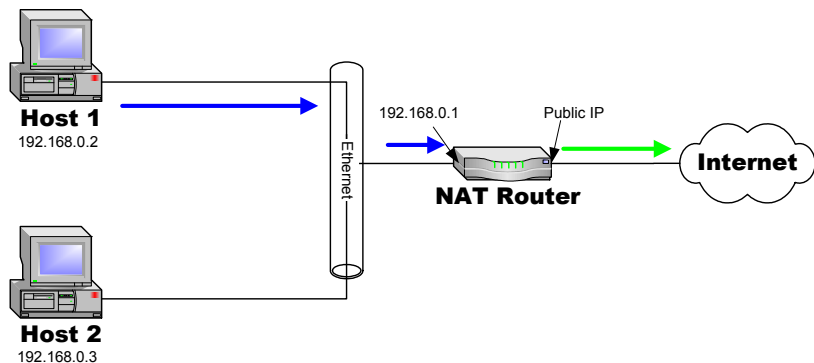 Host 1
192.168.0.2
Ethernet
192.168.0.1
Public IP
NAT Router
Internet
Host 2
192.168.0.3